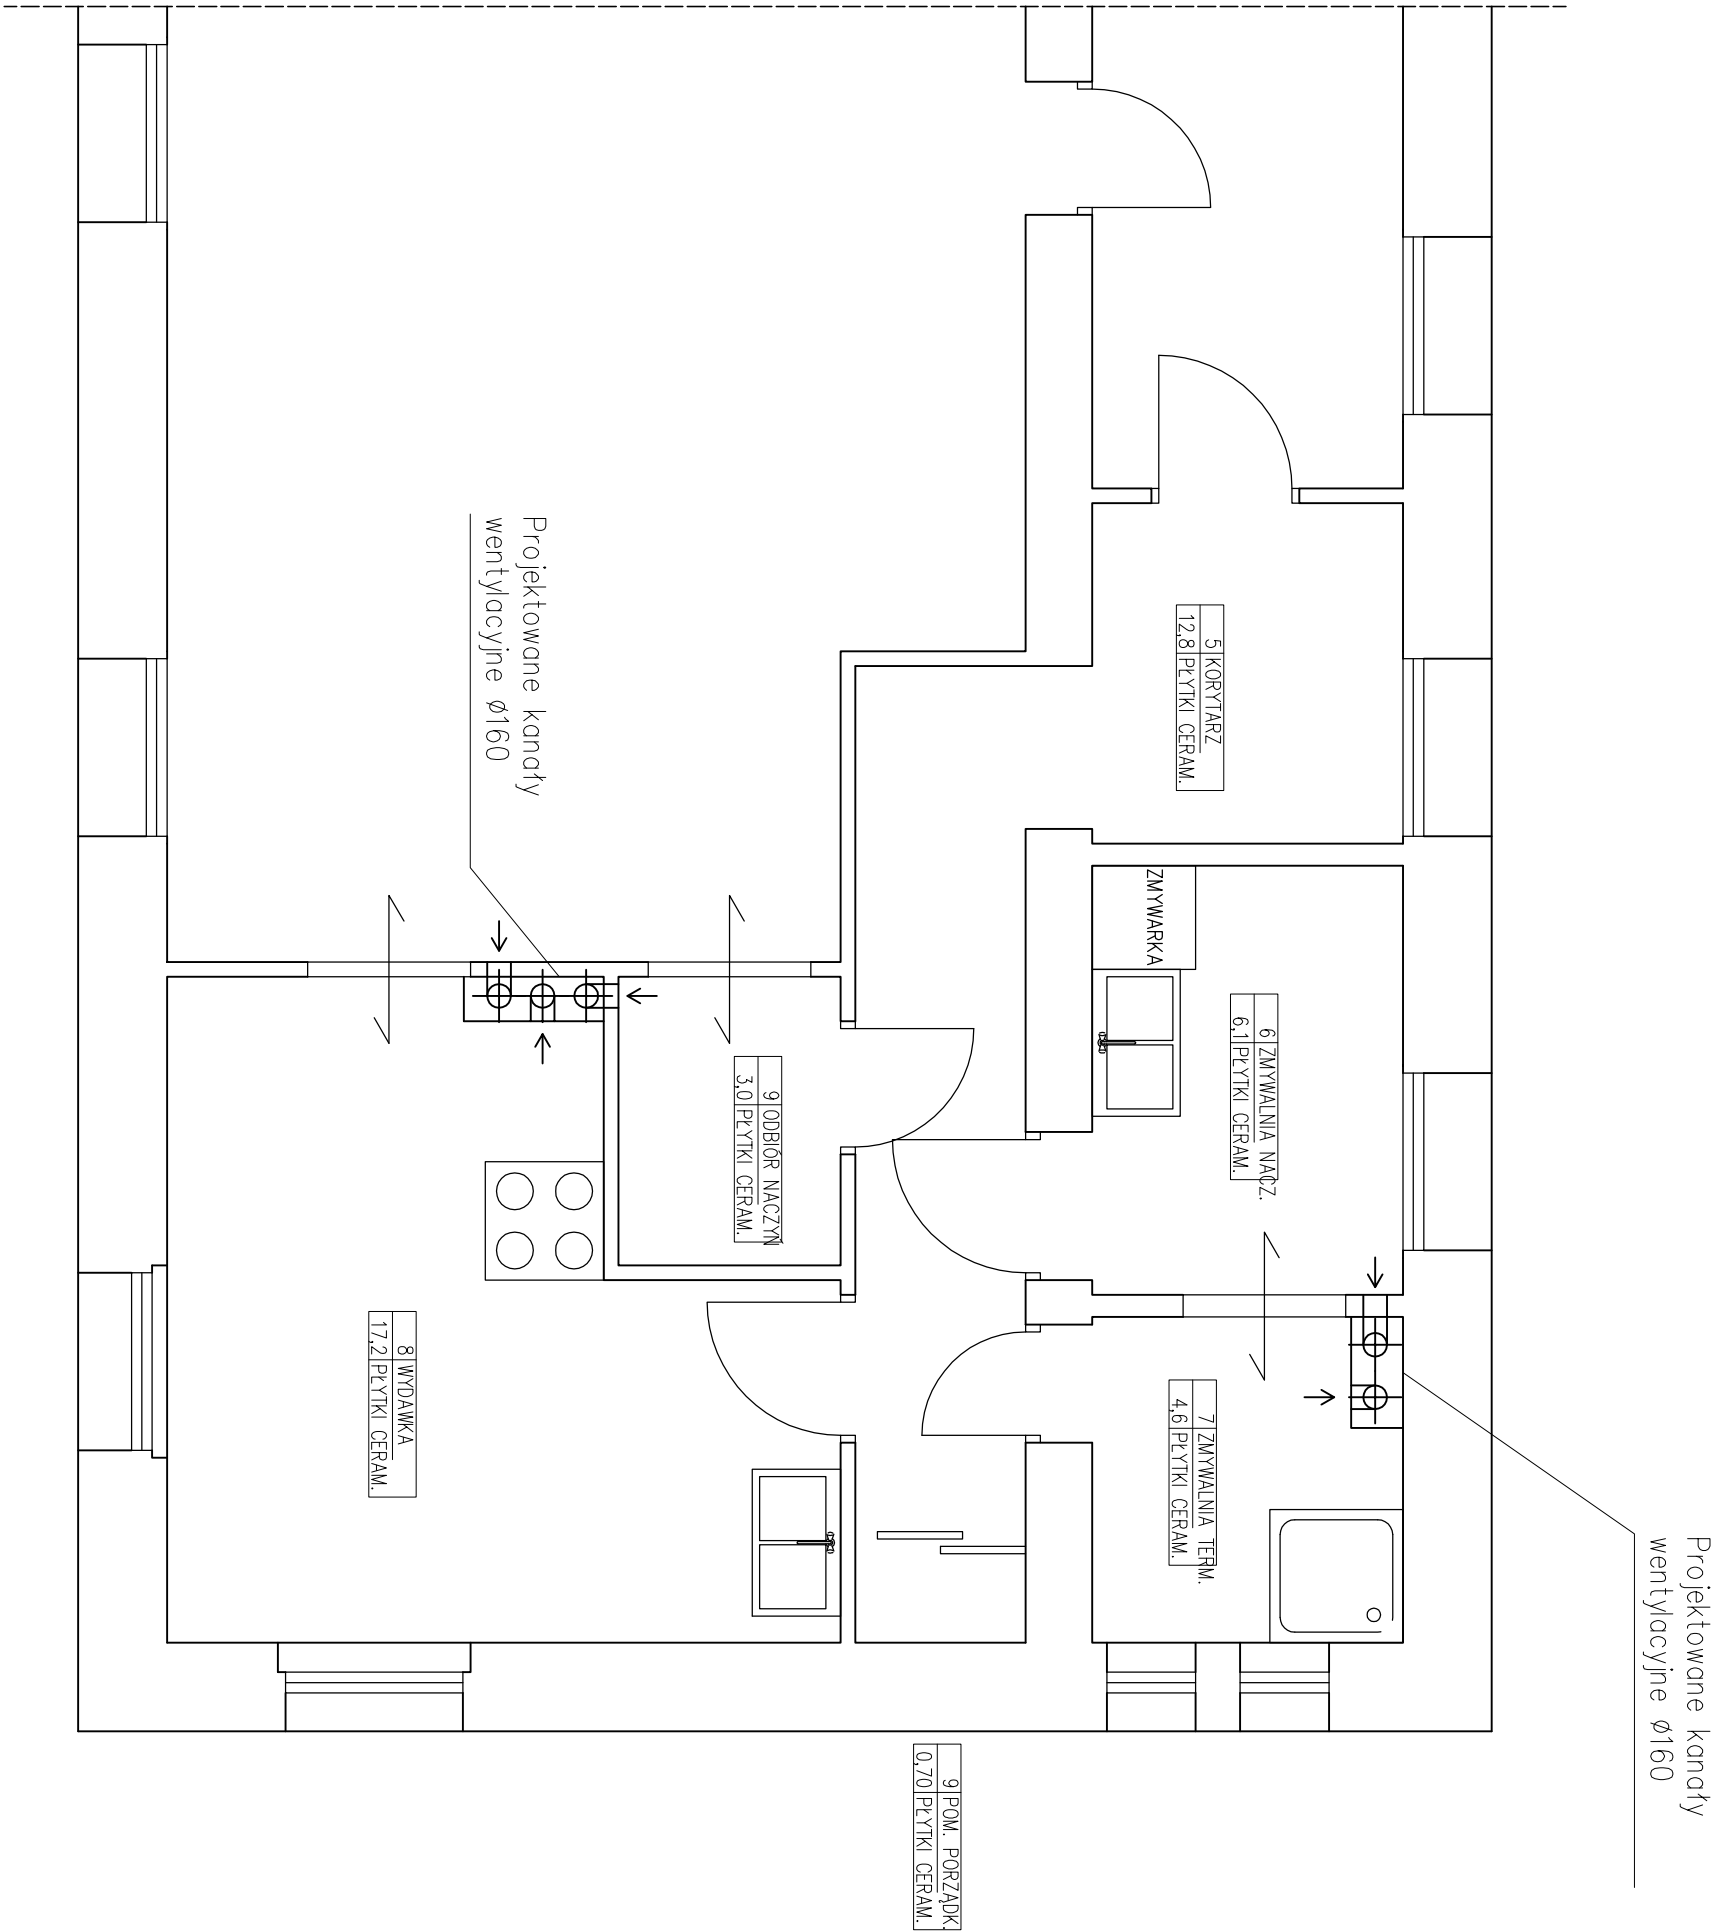 Projektowane kanały
wentylacyjne Ø160
5 KORYTARZ
12,8 PŁYTKI CERAM.
ZMYWARKA
6 ZMYWALNIA NACZ.
6,1 PŁYTKI CERAM.
9 ODBIÓR NACZYŃ
3,0 PŁYTKI CERAM.
7 ZMYWALNIA TERM.
4,6 PŁYTKI CERAM.
8 WYDAWKA
17,2 PŁYTKI CERAM.
Projektowane kanały
wentylacyjne Ø160
9 POM. PORZĄDK.
0,70 PŁYTKI CERAM.